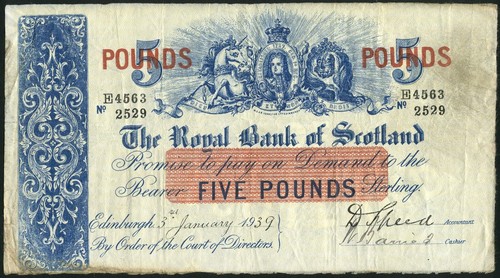 5 POUNDS
5 POUNDS
E4563
No 2529
E4563
No 2529
The Royal Bank of Scotland
Promise to pay on Demand to the
Bearer FIVE POUNDS Sterling.
Edinburgh 3rd January 1939
By Order of the Court of Directors.
D Speed Accountant
Cashier